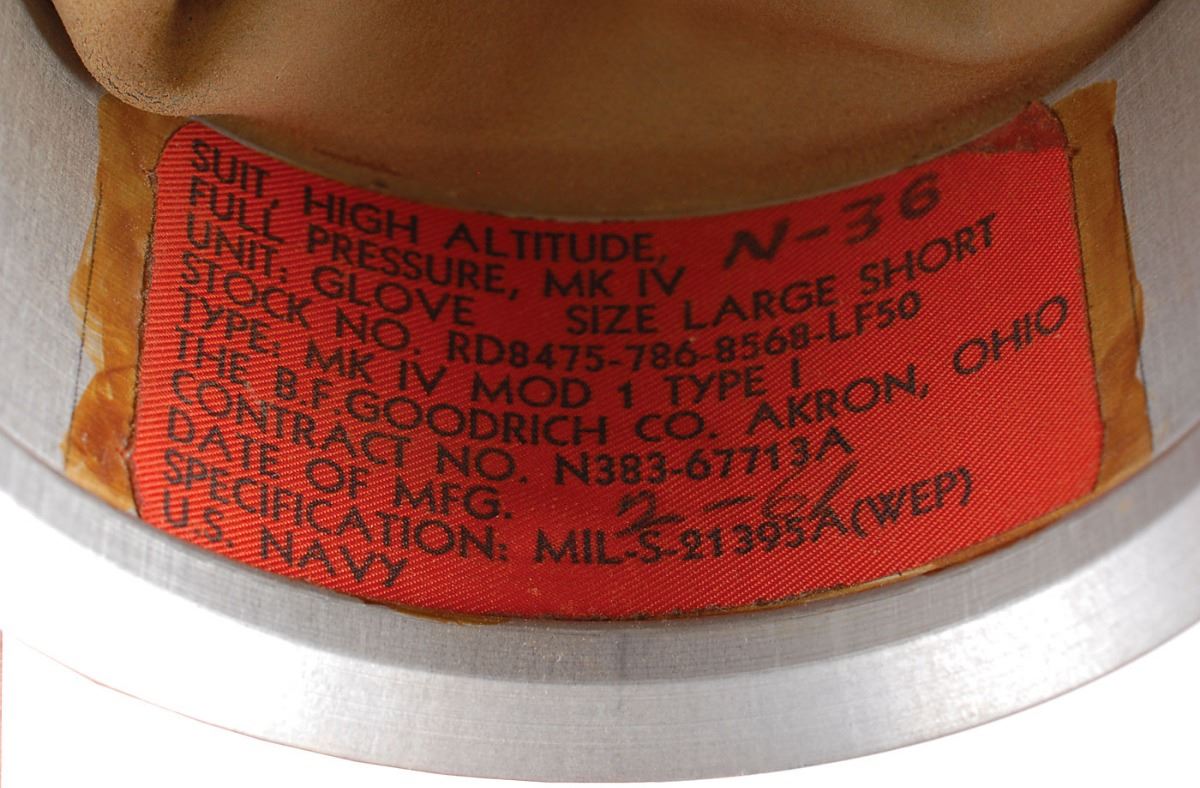 SUIT, HIGH ALTITUDE, N-36
FULL PRESSURE, MK IV
UNIT: GLOVE SIZE LARGE SHORT
STOCK NO. RD8475-786-8568-LF50
TYPE: MK IV MOD 1 TYPE I
THE B.F.GOODRICH CO. AKRON, OHIO
CONTRACT NO. N383-67713A
DATE OF MFG. 2-61
SPECIFICATION: MIL-S-21395A(WEP)
U.S. NAVY